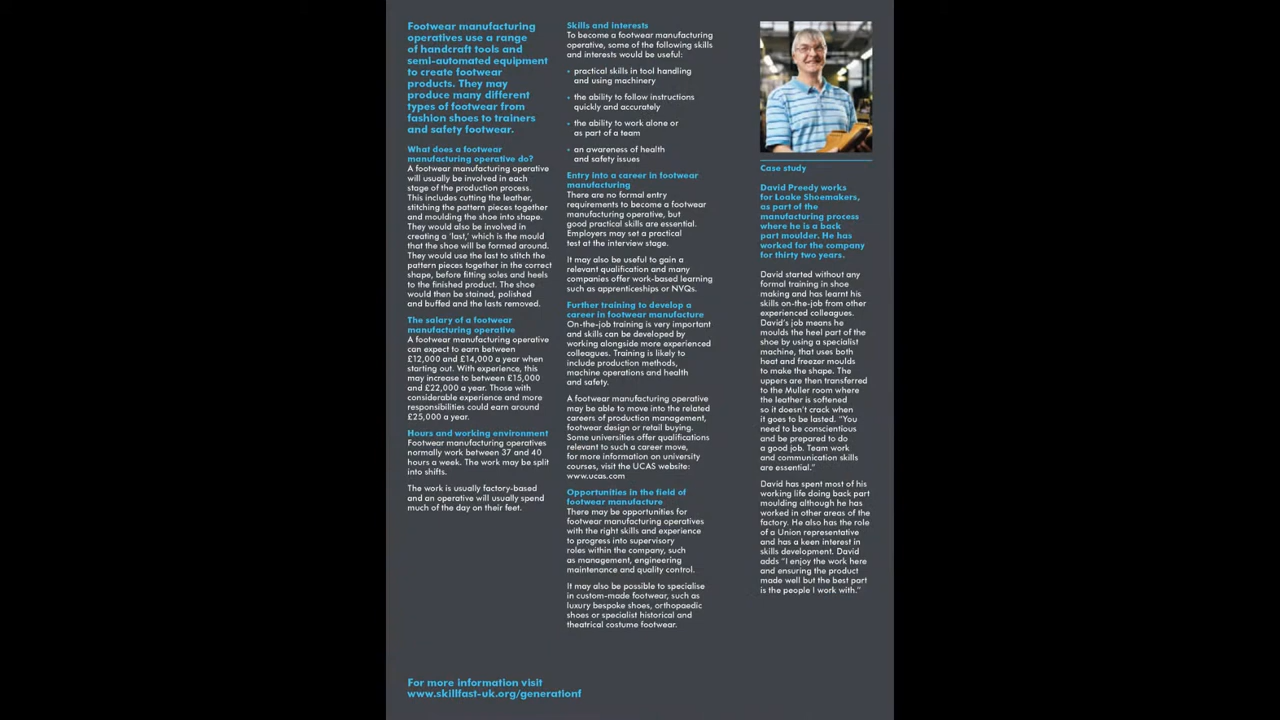 Footwear manufacturing
operatives use a range
of handcraft tools and
semi-automated equipment
to create footwear
products. They may
produce many different
types of footwear from
fashion shoes to trainers
and safety footwear.
What does a footwear
manufacturing operative do?
A footwear manufacturing operative
will usually be involved in each
stage of the production process.
This includes cutting the leather,
stitching the pattern pieces together
and moulding the shoe into shape.
They would also be involved in
creating a ‘last,’ which is the mould
that the shoe will be formed around.
They would use the last to stitch the
pattern pieces together in the correct
shape, before fitting soles and heels
to the finished product. The shoe
would then be stained, polished
and buffed and the lasts removed.
The salary of a footwear
manufacturing operative
A footwear manufacturing operative
can expect to earn between
£12,000 and £14,000 a year when
starting out. With experience, this
may increase to between £15,000
and £22,000 a year. Those with
considerable experience and more
responsibilities could earn around
£25,000 a year.
Hours and working environment
Footwear manufacturing operatives
normally work between 37 and 40
hours a week. The work may be split
into shifts.
The work is usually factory-based
and an operative will usually spend
much of the day on their feet.
Skills and interests
To become a footwear manufacturing
operative, some of the following skills
and interests would be useful:
• practical skills in tool handling
and using machinery
• the ability to follow instructions
quickly and accurately
• the ability to work alone or
as part of a team
• an awareness of health
and safety issues
Entry into a career in footwear
manufacturing
There are no formal entry
requirements to become a footwear
manufacturing operative, but
good practical skills are essential.
Employers may set a practical
test at the interview stage.
It may also be useful to gain a
relevant qualification and many
companies offer work-based learning
such as apprenticeships or NVQs.
Further training to develop a
career in footwear manufacture
On-the-job training is very important
and skills can be developed by
working alongside more experienced
colleagues. Training is likely to
include production methods,
machine operations and health
and safety.
A footwear manufacturing operative
may be able to move into the related
careers of production management,
footwear design or retail buying.
Some universities offer qualifications
relevant to such a career move,
for more information on university
courses, visit the UCAS website:
www.ucas.com
Opportunities in the field of
footwear manufacture
There may be opportunities for
footwear manufacturing operatives
with the right skills and experience
to progress into supervisory
roles within the company, such
as management, engineering
maintenance and quality control.
It may also be possible to specialise
in custom-made footwear, such as
luxury bespoke shoes, orthopaedic
shoes or specialist historical and
theatrical costume footwear.
Case study
David Preedy works
for Loake Shoemakers,
as part of the
manufacturing process
where he is a back
part moulder. He has
worked for the company
for thirty two years.
David started without any
formal training in shoe
making and has learnt his
skills on-the-job from other
experienced colleagues.
David’s job means he
moulds the heel part of the
shoe by using a specialist
machine, that uses both
heat and freezer moulds
to make the shape. The
uppers are then transferred
to the Muller room where
the leather is softened
so it doesn’t crack when
it goes to be lasted. “You
need to be conscientious
and be prepared to do
a good job. Team work
and communication skills
are essential.”
David has spent most of his
working life doing back part
moulding although he has
worked in other areas of the
factory. He also has the role
of a Union representative
and has a keen interest in
skills development. David
adds “I enjoy the work here
and ensuring the product
made well but the best part
is the people I work with.”
For more information visit
www.skillfast-uk.org/generationf